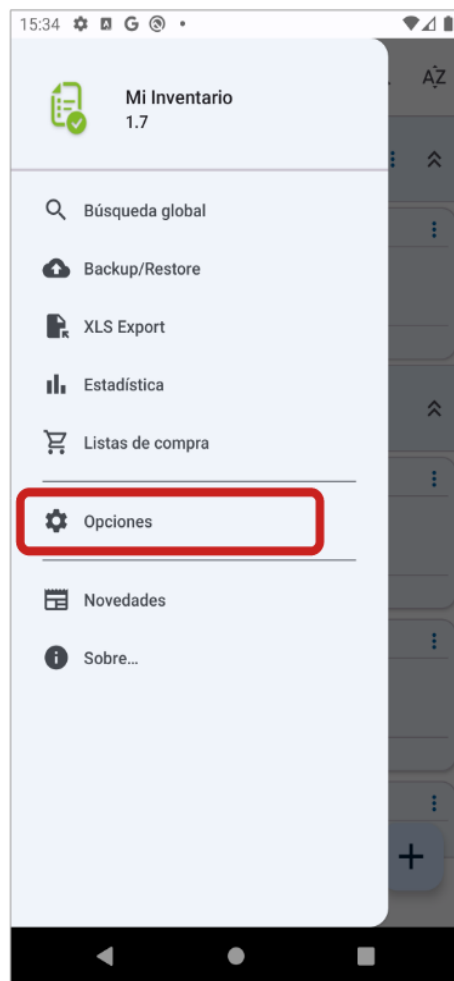 15:34
AZ
Mi Inventario
1.7
Búsqueda global
Backup/Restore
XLS Export
Estadística
Listas de compra
Opciones
Novedades
Sobre...